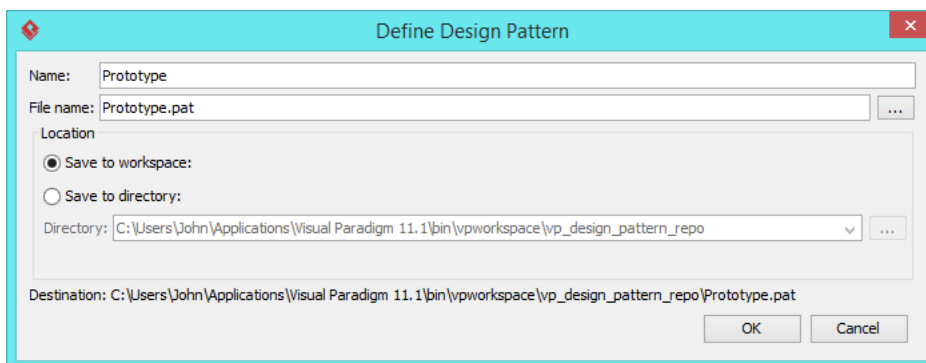 Define Design Pattern
Name: Prototype
File name: Prototype.pat ...
Location
Save to workspace:
Save to directory:
Directory: C:\Users\John\Applications\Visual Paradigm 11.1\bin\vpworkspace\vp_design_pattern_repo ...
Destination: C:\Users\John\Applications\Visual Paradigm 11.1\bin\vpworkspace\vp_design_pattern_repo\Prototype.pat
OK Cancel